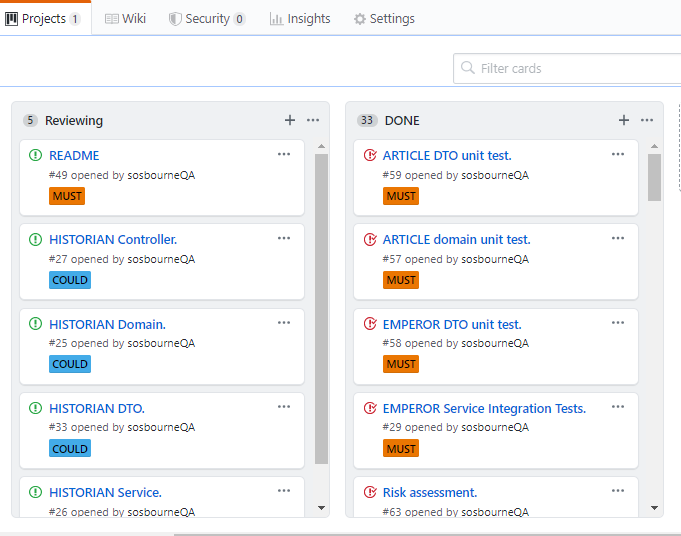 Projects 1 Wiki Security 0 Insights Settings
Filter cards
5 Reviewing
README
#49 opened by sosbourneQA
MUST
HISTORIAN Controller.
#27 opened by sosbourneQA
COULD
HISTORIAN Domain.
#25 opened by sosbourneQA
COULD
HISTORIAN DTO.
#33 opened by sosbourneQA
COULD
HISTORIAN Service.
#26 opened by sosbourneQA
33 DONE
ARTICLE DTO unit test.
#59 opened by sosbourneQA
MUST
ARTICLE domain unit test.
#57 opened by sosbourneQA
MUST
EMPEROR DTO unit test.
#58 opened by sosbourneQA
MUST
EMPEROR Service Integration Tests.
#29 opened by sosbourneQA
MUST
Risk assessment.
#63 opened by sosbourneQA